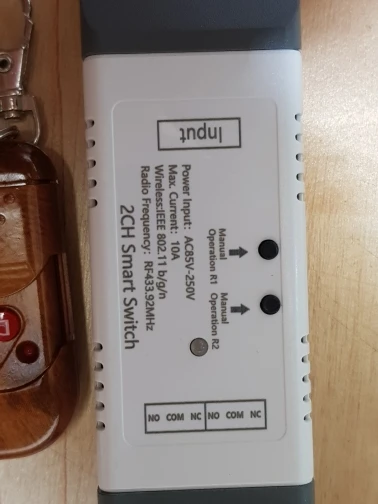 Input
Power Input: AC85V-250V
Max. Current: 10A
Wireless:IEEE 802.11 b/g/n
Radio Frequency: RF433.92MHz
2CH Smart Switch
Manual
Operation R1
Manual
Operation R2
NO COM NC NO COM NC